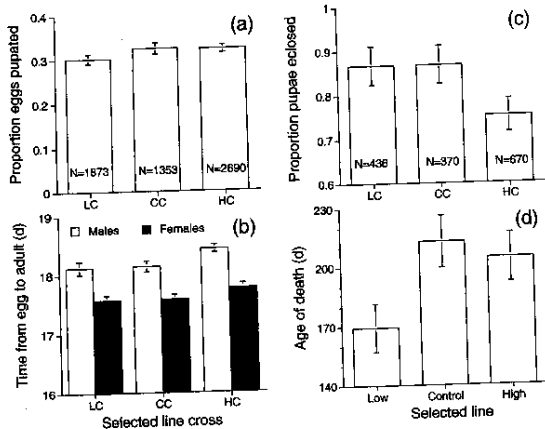 (a)
Proportion eggs pupated
0.4
0.3
0.2
0.1
0
N=1873
N=1353
N=2690
LC
CC
HC
(b)
Time from egg to adult (d)
Males
Females
19
18
17
16
LC
CC
HC
Selected line cross
(c)
Proportion pupae eclosed
1
0.9
0.8
0.7
0.6
N=436
N=370
N=670
LC
CC
HC
(d)
Age of death (d)
230
200
170
140
Low
Control
High
Selected line